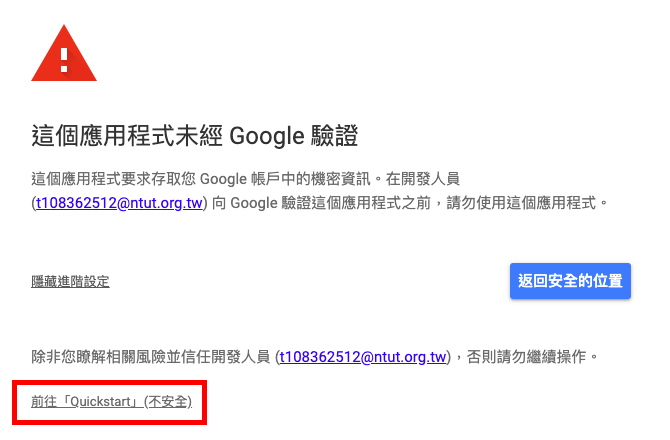 這個應用程式未經 Google 驗證
這個應用程式要求存取您 Google 帳戶中的機密資訊。在開發人員
(t108362512@ntut.org.tw) 向 Google 驗證這個應用程式之前，請勿使用這個應用程式。
隱藏進階設定
返回安全的位置
除非您瞭解相關風險並信任開發人員 (t108362512@ntut.org.tw)，否則請勿繼續操作。
前往「Quickstart」(不安全)